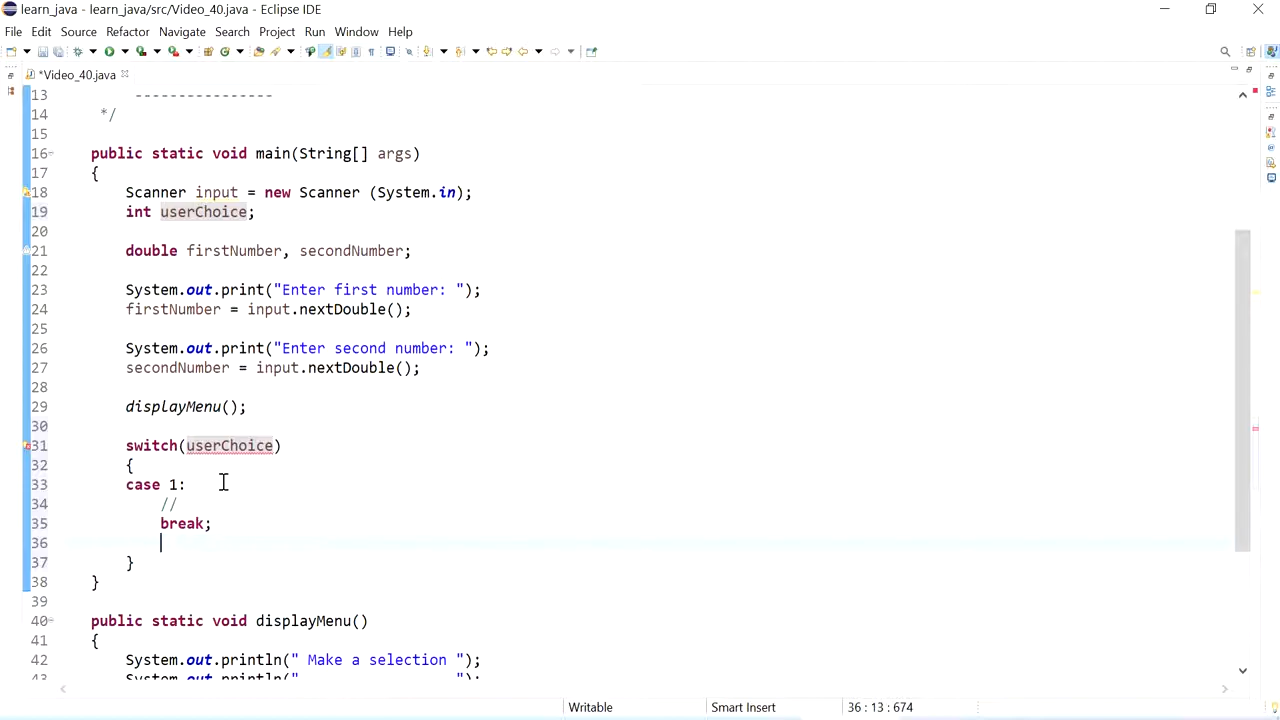 learn_java - learn_java/src/Video_40.java - Eclipse IDE
File Edit Source Refactor Navigate Search Project Run Window Help
*Video_40.java
13 ----------------
14 */
15
16 public static void main(String[] args)
17 {
18 Scanner input = new Scanner (System.in);
19 int userChoice;
20
21 double firstNumber, secondNumber;
22
23 System.out.print("Enter first number: ");
24 firstNumber = input.nextDouble();
25
26 System.out.print("Enter second number: ");
27 secondNumber = input.nextDouble();
28
29 displayMenu();
30
31 switch(userChoice)
32 {
33 case 1:
34 //
35 break;
36
37 }
38 }
39
40 public static void displayMenu()
41 {
42 System.out.println(" Make a selection ");
43 System.out.println(" ");
Writable Smart Insert 36 : 13 : 674